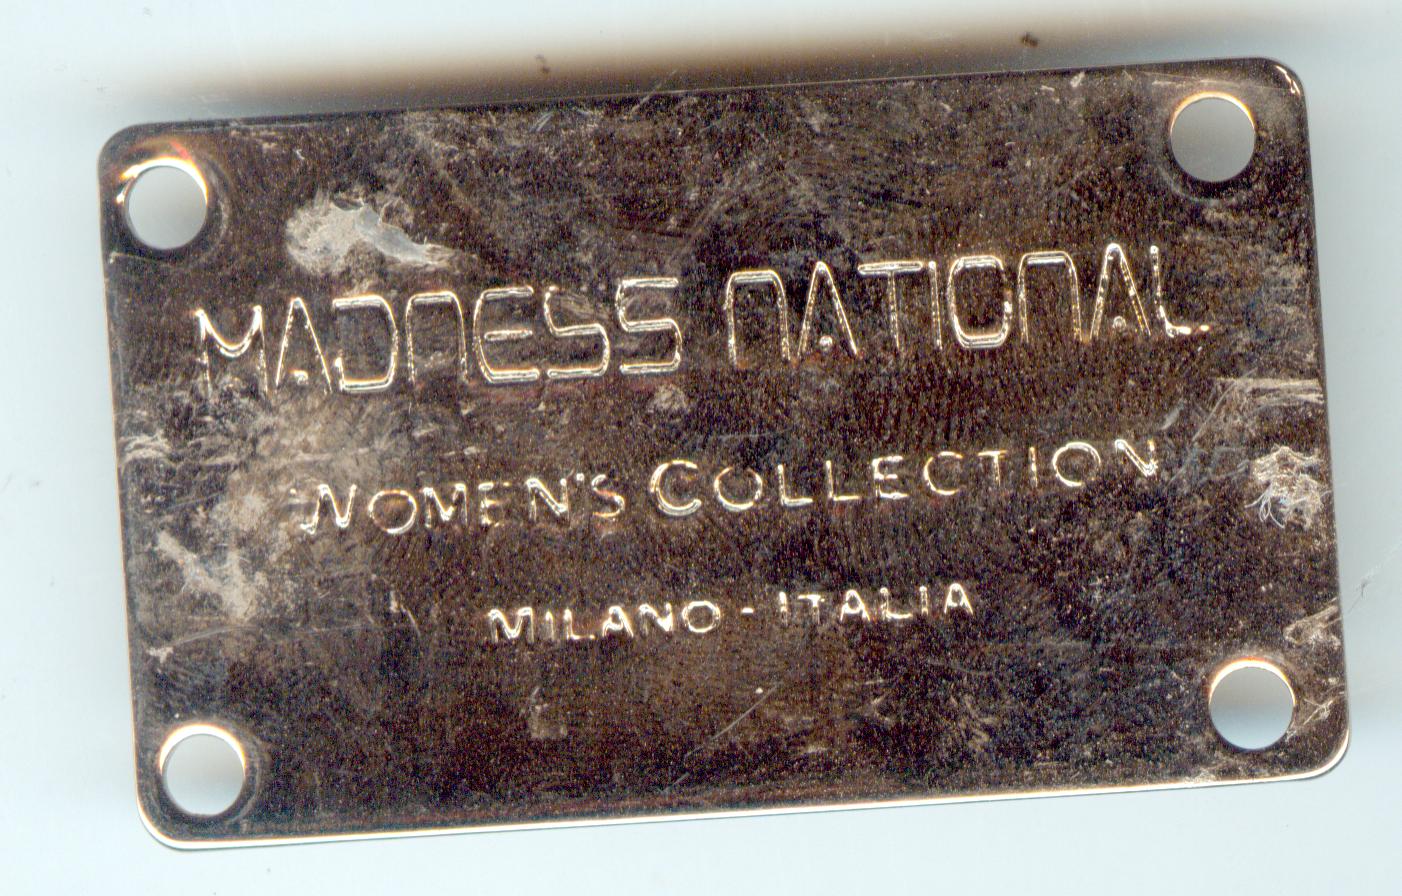 MADNESS NATIONAL
WOMEN'S COLLECTION
MILANO - ITALIA